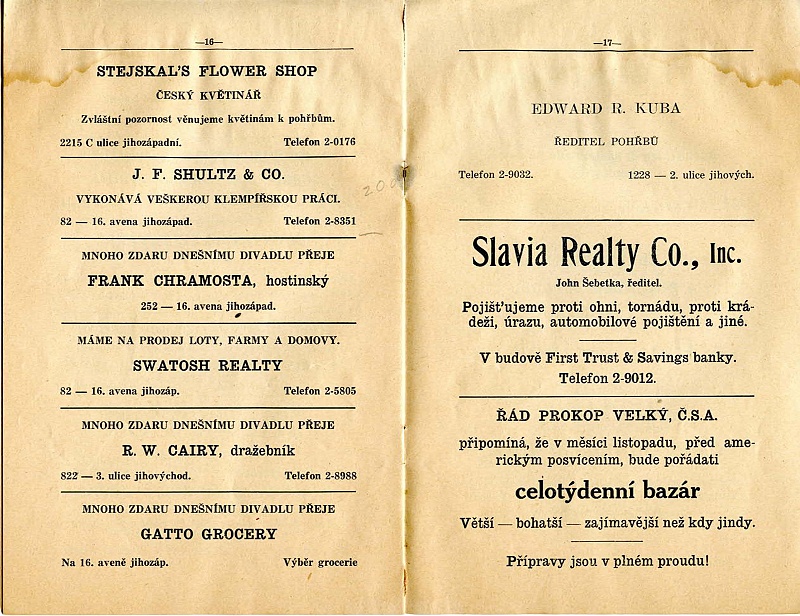 —16—
STEJSKAL'S FLOWER SHOP
ČESKÝ KVĚTINÁŘ
Zvláštní pozornost věnujeme květinám k pohřbům.
2215 C ulice jihozápadní. Telefon 2-0176
J. F. SHULTZ & CO.
VYKONÁVÁ VEŠKEROU KLEMPÍŘSKOU PRÁCI.
82 — 16. avena jihozápad. Telefon 2-8351
MNOHO ZDARU DNEŠNÍMU DIVADLU PŘEJE
FRANK CHRAMOSTA, hostinský
252 — 16. avena jihozápad.
MÁME NA PRODEJ LOTY, FARMY A DOMOVY.
SWATOSH REALTY
82 — 16. avena jihozáp. Telefon 2-5805
MNOHO ZDARU DNEŠNÍMU DIVADLU PŘEJE
R. W. CAIRY, dražebník
822 — 3. ulice jihovýchod. Telefon 2-8988
MNOHO ZDARU DNEŠNÍMU DIVADLU PŘEJE
GATTO GROCERY
Na 16. aveně jihozáp. Výběr grocerie
—17—
EDWARD R. KUBA
ŘEDITEL POHŘBŮ
Telefon 2-9032. 1228 — 2. ulice jihových.
Slavia Realty Co., Inc.
John Šebetka, ředitel.
Pojišt'ujeme proti ohni, tornádu, proti krá-
deži, úrazu, automobilové pojištění a jiné.
V budově First Trust & Savings banky.
Telefon 2-9012.
ŘÁD PROKOP VELKÝ, Č.S.A.
připomíná, že v měsíci listopadu, před ame-
rickým posvícením, bude pořádati
celotýdenní bazár
Větší — bohatší — zajímavější než kdy jindy.
Přípravy jsou v plném proudu!